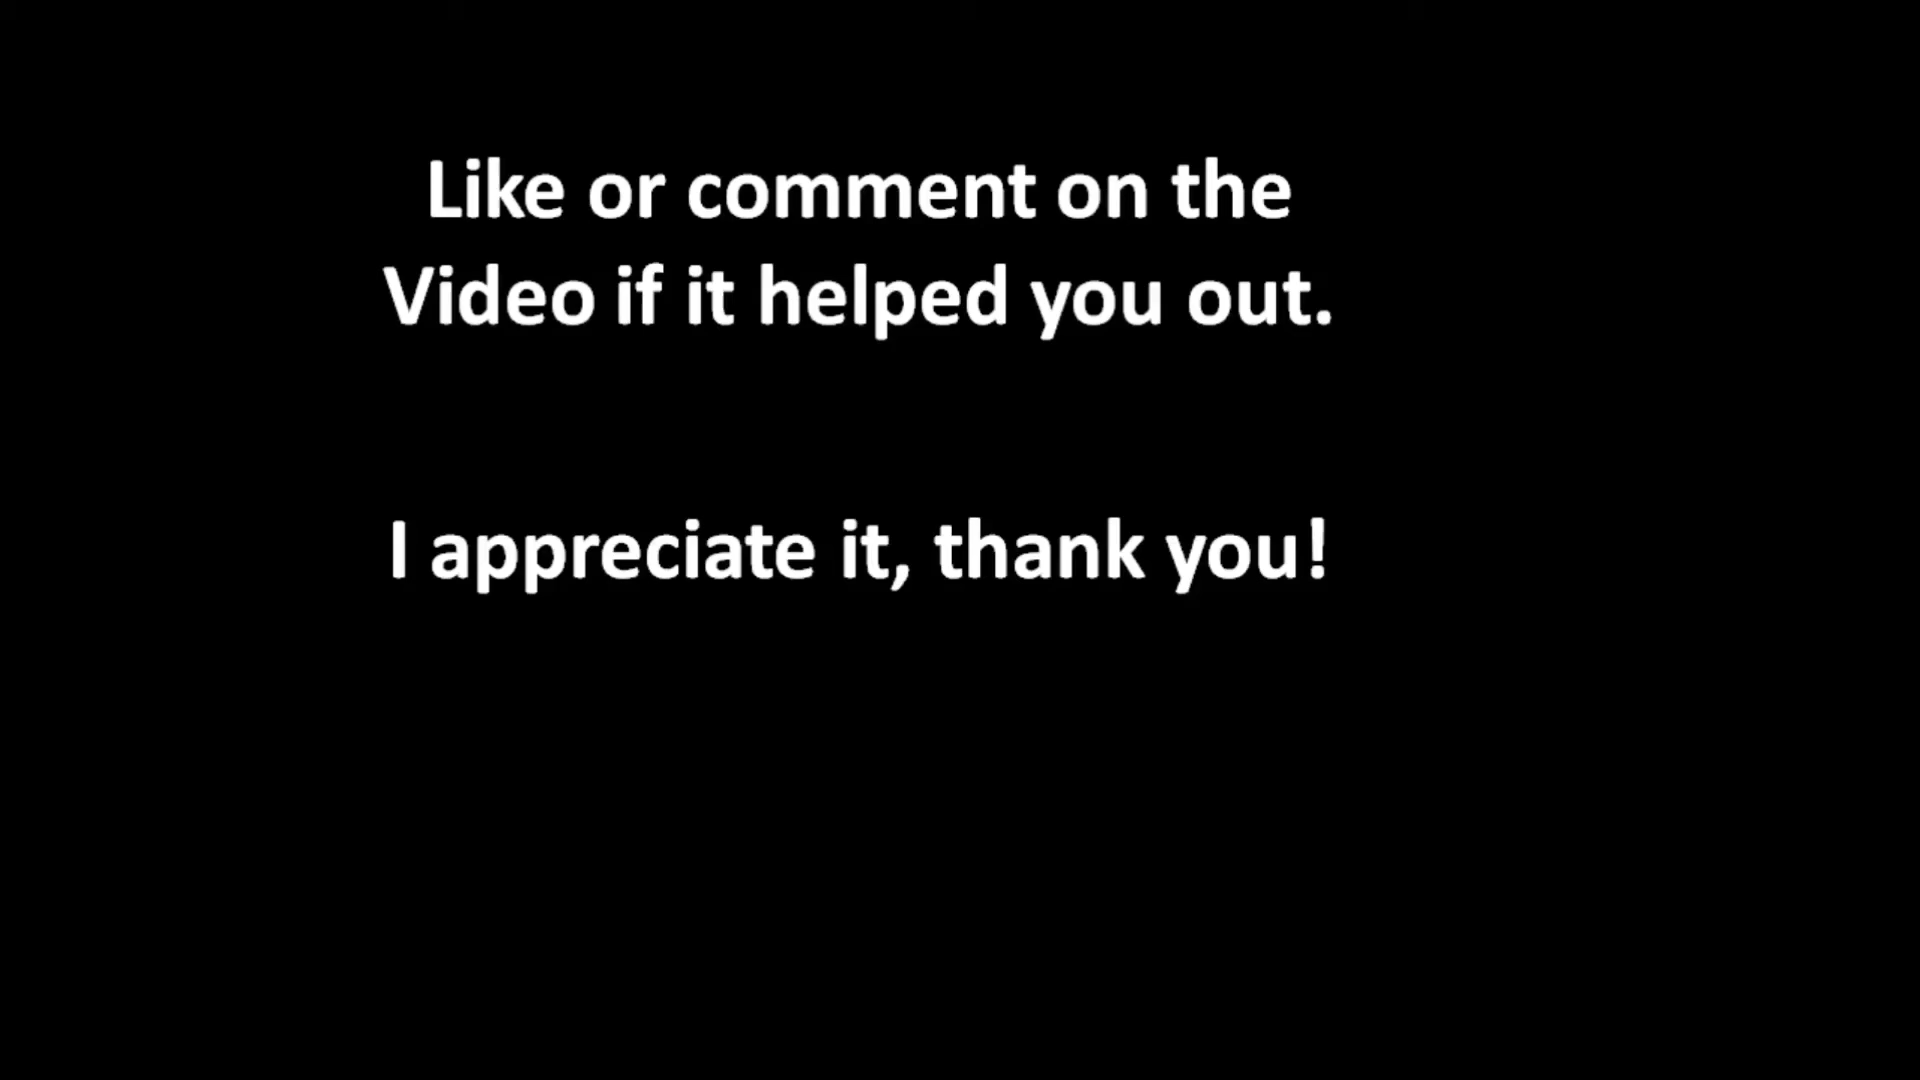 Like or comment on the
Video if it helped you out.
I appreciate it, thank you!